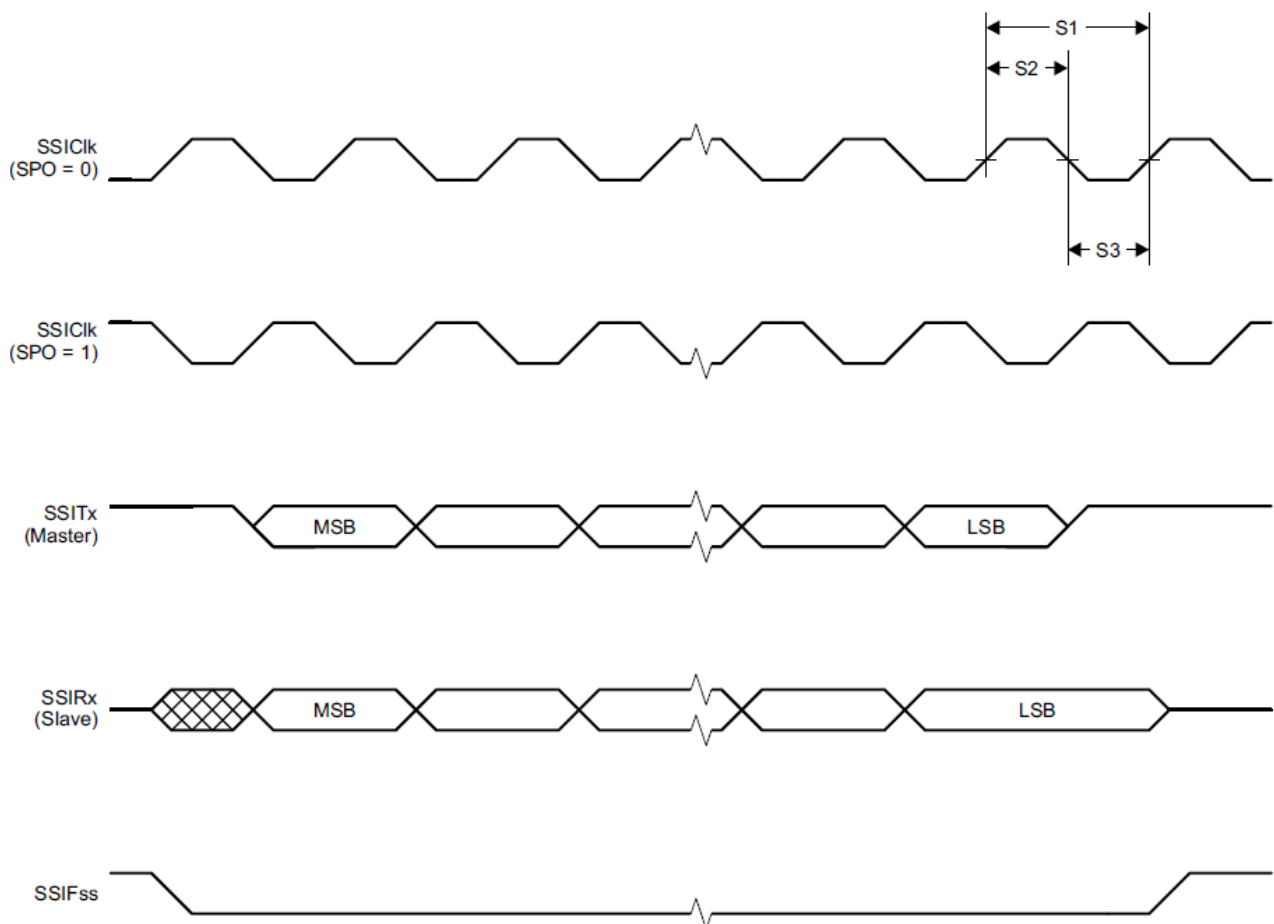 S1
S2
SSIClk
(SPO = 0)
S3
SSIClk
(SPO = 1)
SSITx
(Master)
MSB
LSB
SSIRx
(Slave)
MSB
LSB
SSIFss